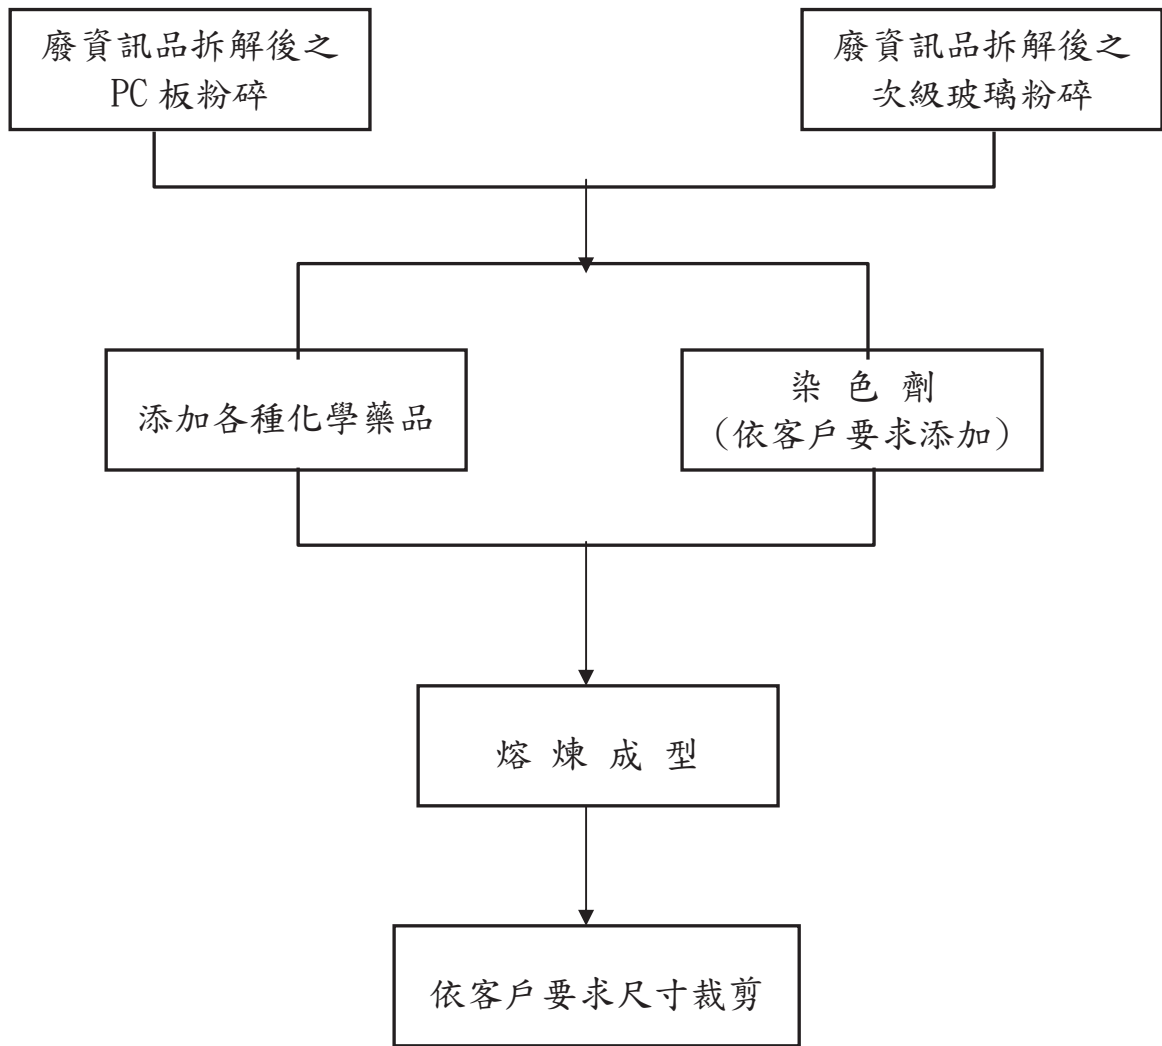 廢資訊品拆解後之
PC板粉碎
廢資訊品拆解後之
次級玻璃粉碎
添加各種化學藥品
染色劑
(依客戶要求添加)
熔煉成型
依客戶要求尺寸裁剪